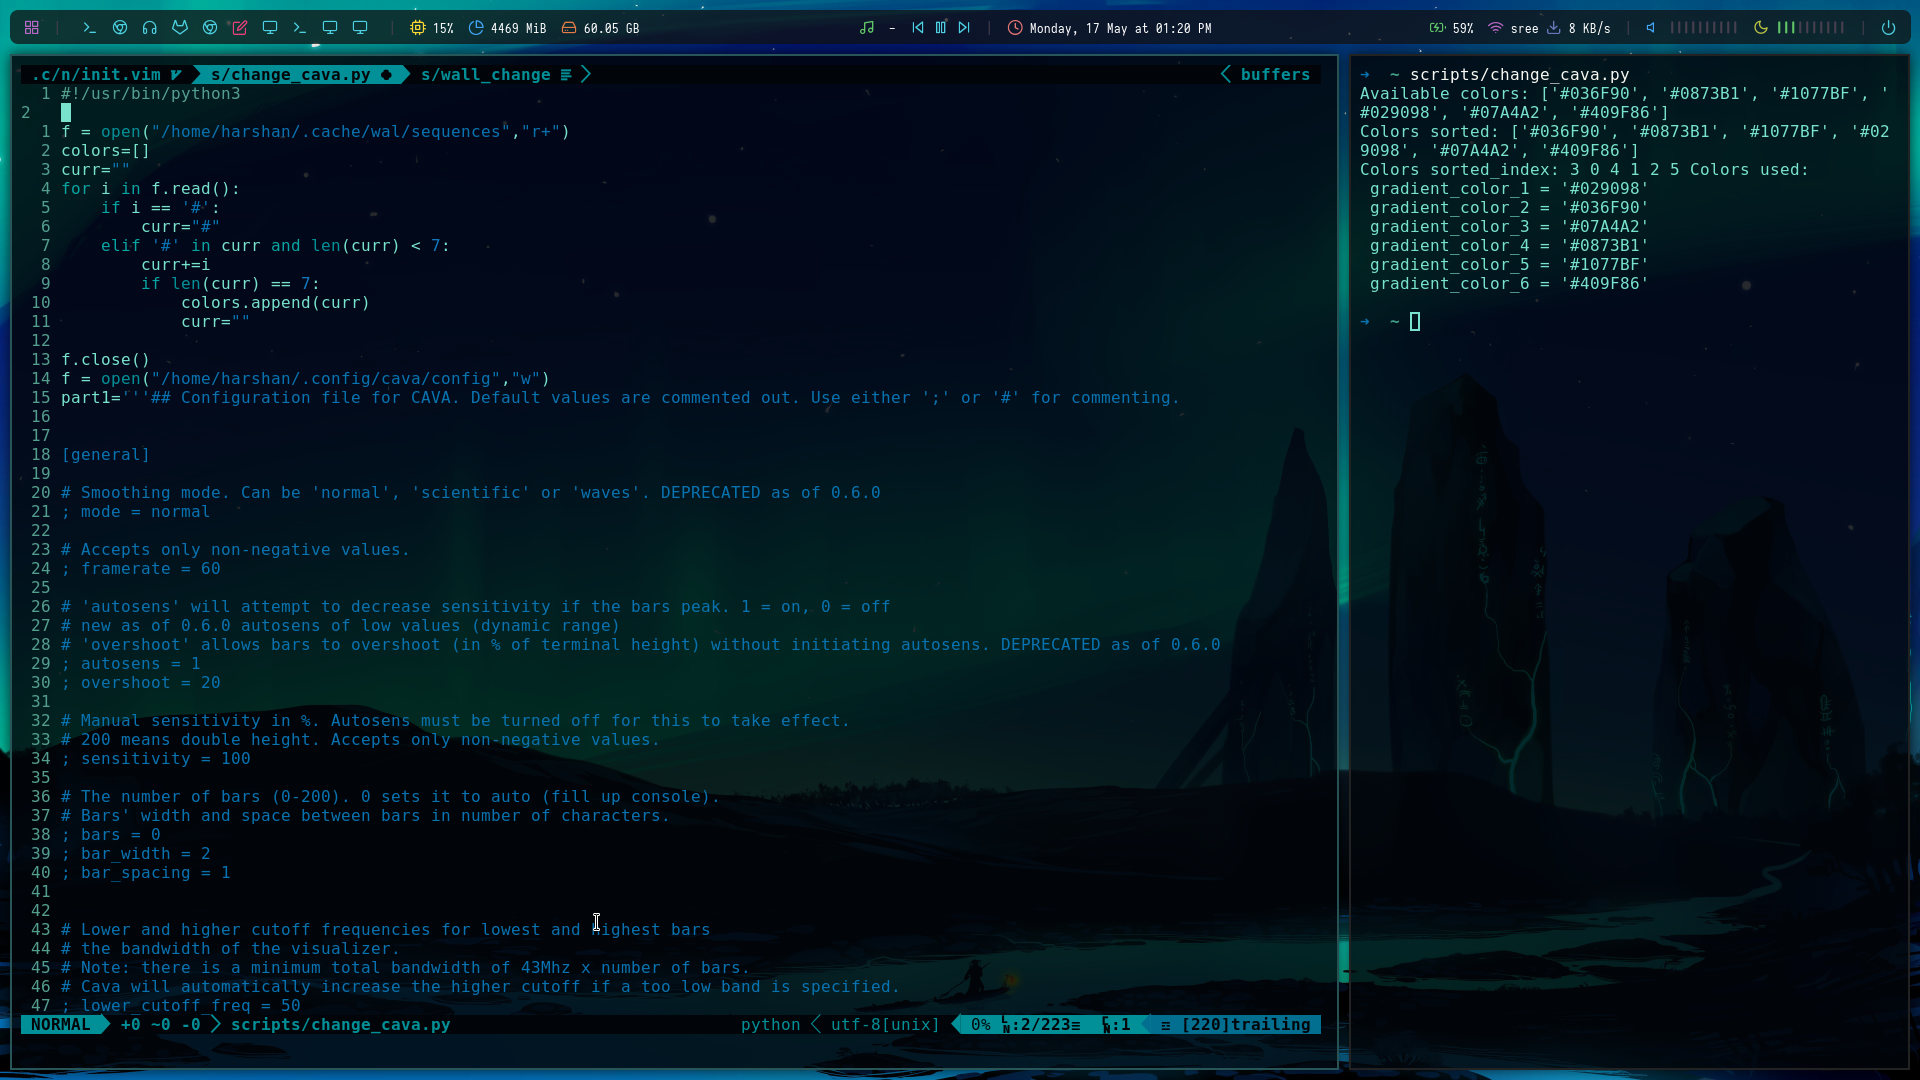 15% 4469 MiB 60.05 GB - Monday, 17 May at 01:20 PM 59% sree 8 KB/s
.c/n/init.vim s/change_cava.py ● s/wall_change buffers
1 #!/usr/bin/python3
2
1 f = open("/home/harshan/.cache/wal/sequences","r+")
2 colors=[]
3 curr=""
4 for i in f.read():
5     if i == '#':
6         curr="#"
7     elif '#' in curr and len(curr) < 7:
8         curr+=i
9         if len(curr) == 7:
10             colors.append(curr)
11             curr=""
12
13 f.close()
14 f = open("/home/harshan/.config/cava/config","w")
15 part1='''## Configuration file for CAVA. Default values are commented out. Use either ';' or '#' for commenting.
16
17
18 [general]
19
20 # Smoothing mode. Can be 'normal', 'scientific' or 'waves'. DEPRECATED as of 0.6.0
21 ; mode = normal
22
23 # Accepts only non-negative values.
24 ; framerate = 60
25
26 # 'autosens' will attempt to decrease sensitivity if the bars peak. 1 = on, 0 = off
27 # new as of 0.6.0 autosens of low values (dynamic range)
28 # 'overshoot' allows bars to overshoot (in % of terminal height) without initiating autosens. DEPRECATED as of 0.6.0
29 ; autosens = 1
30 ; overshoot = 20
31
32 # Manual sensitivity in %. Autosens must be turned off for this to take effect.
33 # 200 means double height. Accepts only non-negative values.
34 ; sensitivity = 100
35
36 # The number of bars (0-200). 0 sets it to auto (fill up console).
37 # Bars' width and space between bars in number of characters.
38 ; bars = 0
39 ; bar_width = 2
40 ; bar_spacing = 1
41
42
43 # Lower and higher cutoff frequencies for lowest and highest bars
44 # the bandwidth of the visualizer.
45 # Note: there is a minimum total bandwidth of 43Mhz x number of bars.
46 # Cava will automatically increase the higher cutoff if a too low band is specified.
47 ; lower_cutoff_freq = 50
NORMAL +0 ~0 -0 scripts/change_cava.py python utf-8[unix] 0% LN:2/223≡ CN:1 [220]trailing
➜ ~ scripts/change_cava.py
Available colors: ['#036F90', '#0873B1', '#1077BF', '
#029098', '#07A4A2', '#409F86']
Colors sorted: ['#036F90', '#0873B1', '#1077BF', '#02
9098', '#07A4A2', '#409F86']
Colors sorted_index: 3 0 4 1 2 5 Colors used:
gradient_color_1 = '#029098'
gradient_color_2 = '#036F90'
gradient_color_3 = '#07A4A2'
gradient_color_4 = '#0873B1'
gradient_color_5 = '#1077BF'
gradient_color_6 = '#409F86'
➜ ~